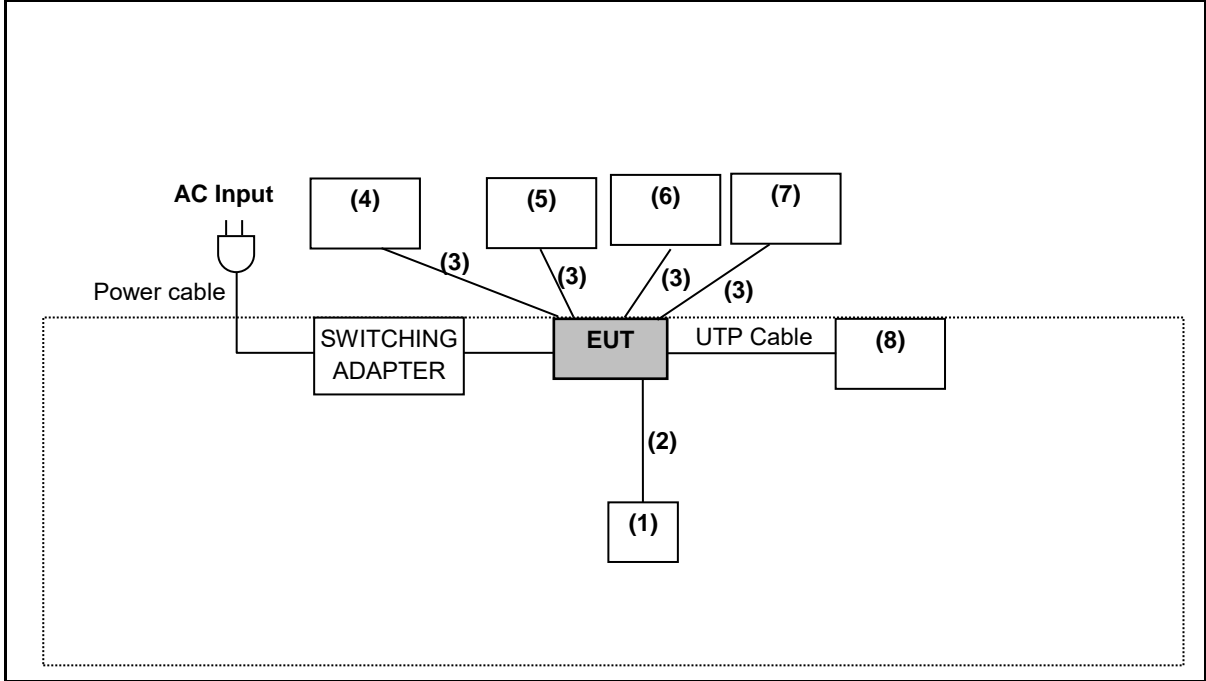 AC Input
(4)
(5)
(6)
(7)
(3)
(3)
(3)
(3)
Power cable
SWITCHING
ADAPTER
EUT
UTP Cable
(8)
(2)
(1)